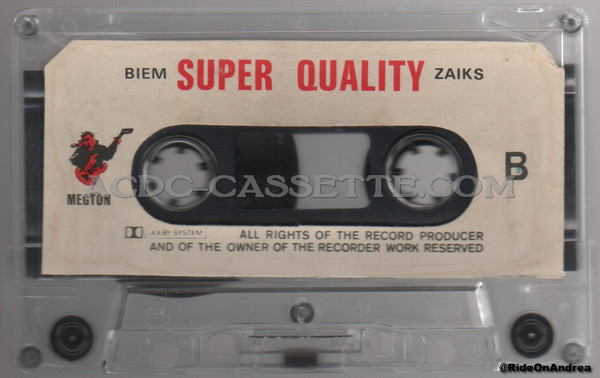 BIEM SUPER QUALITY ZAIKS
ACDC-CASSETTE.COM
B
MEGTON
ALL RIGHTS OF THE RECORD PRODUCER
AND OF THE OWNER OF THE RECORDER WORK RESERVED
@RideOnAndrea